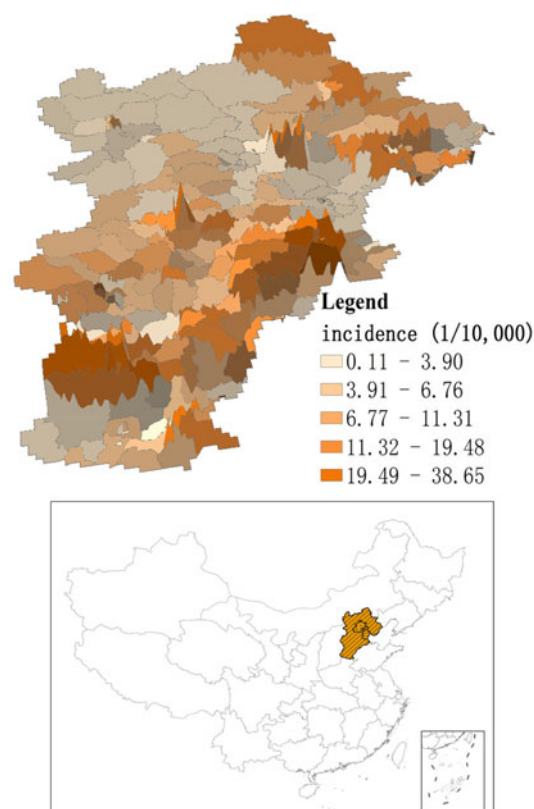 Legend
incidence (1/10,000)
0.11 - 3.90
3.91 - 6.76
6.77 - 11.31
11.32 - 19.48
19.49 - 38.65